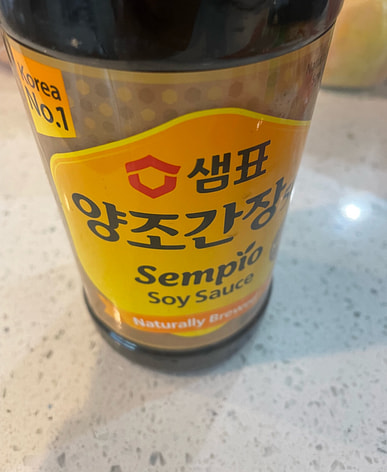 Korea
No.1
샘표
양조간장
Sempio
Soy Sauce
Naturally Brewed